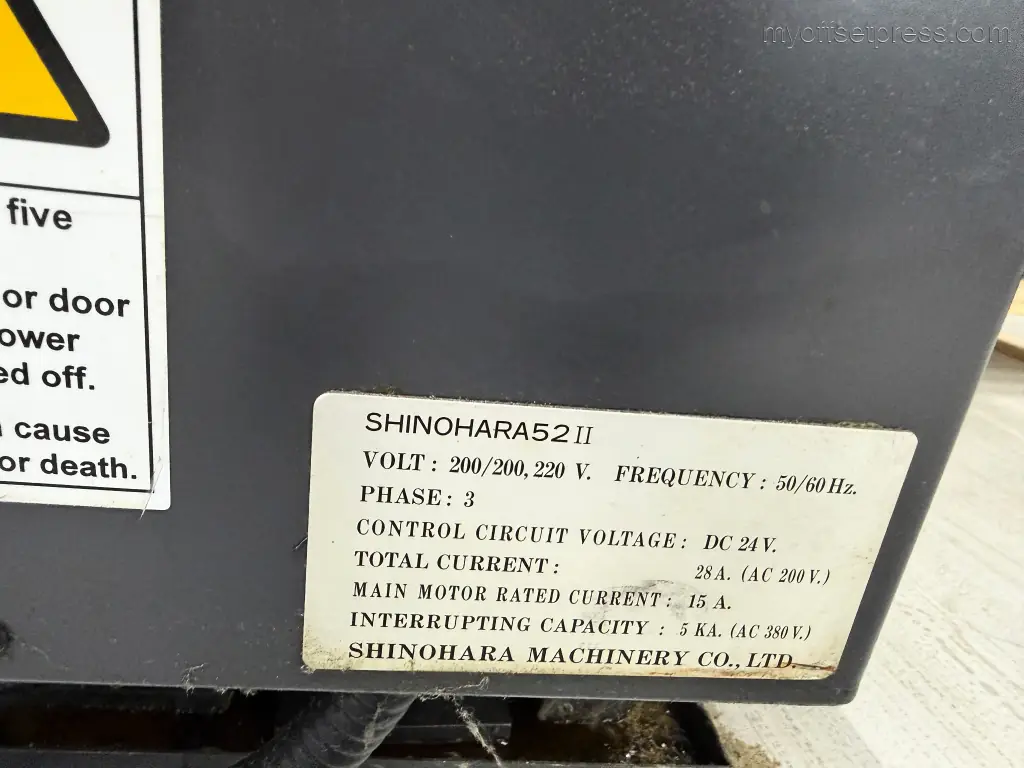 myoffsetpress.com
five
or door
ower
ed off.
cause
or death.
SHINOHARA52 II
VOLT : 200/200, 220 V. FREQUENCY : 50/60 Hz.
PHASE : 3
CONTROL CIRCUIT VOLTAGE : DC 24 V.
TOTAL CURRENT : 28 A. (AC 200 V.)
MAIN MOTOR RATED CURRENT : 15 A.
INTERRUPTING CAPACITY : 5 KA. (AC 380 V.)
SHINOHARA MACHINERY CO., LTD.